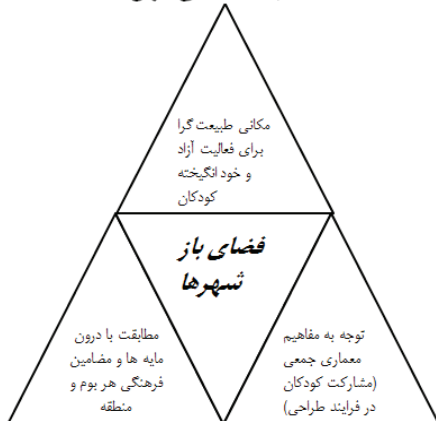 مکانی طبیعت گرا
برای فعالیت آزاد
و خود انگیخته
کودکان
فضای باز
شهرها
توجه به مفاهیم
معماری جمعی
(مشارکت کودکان
در فرایند طراحی)
مطابقت با درون
مایه ها و مضامین
فرهنگی هر بوم و
منطقه